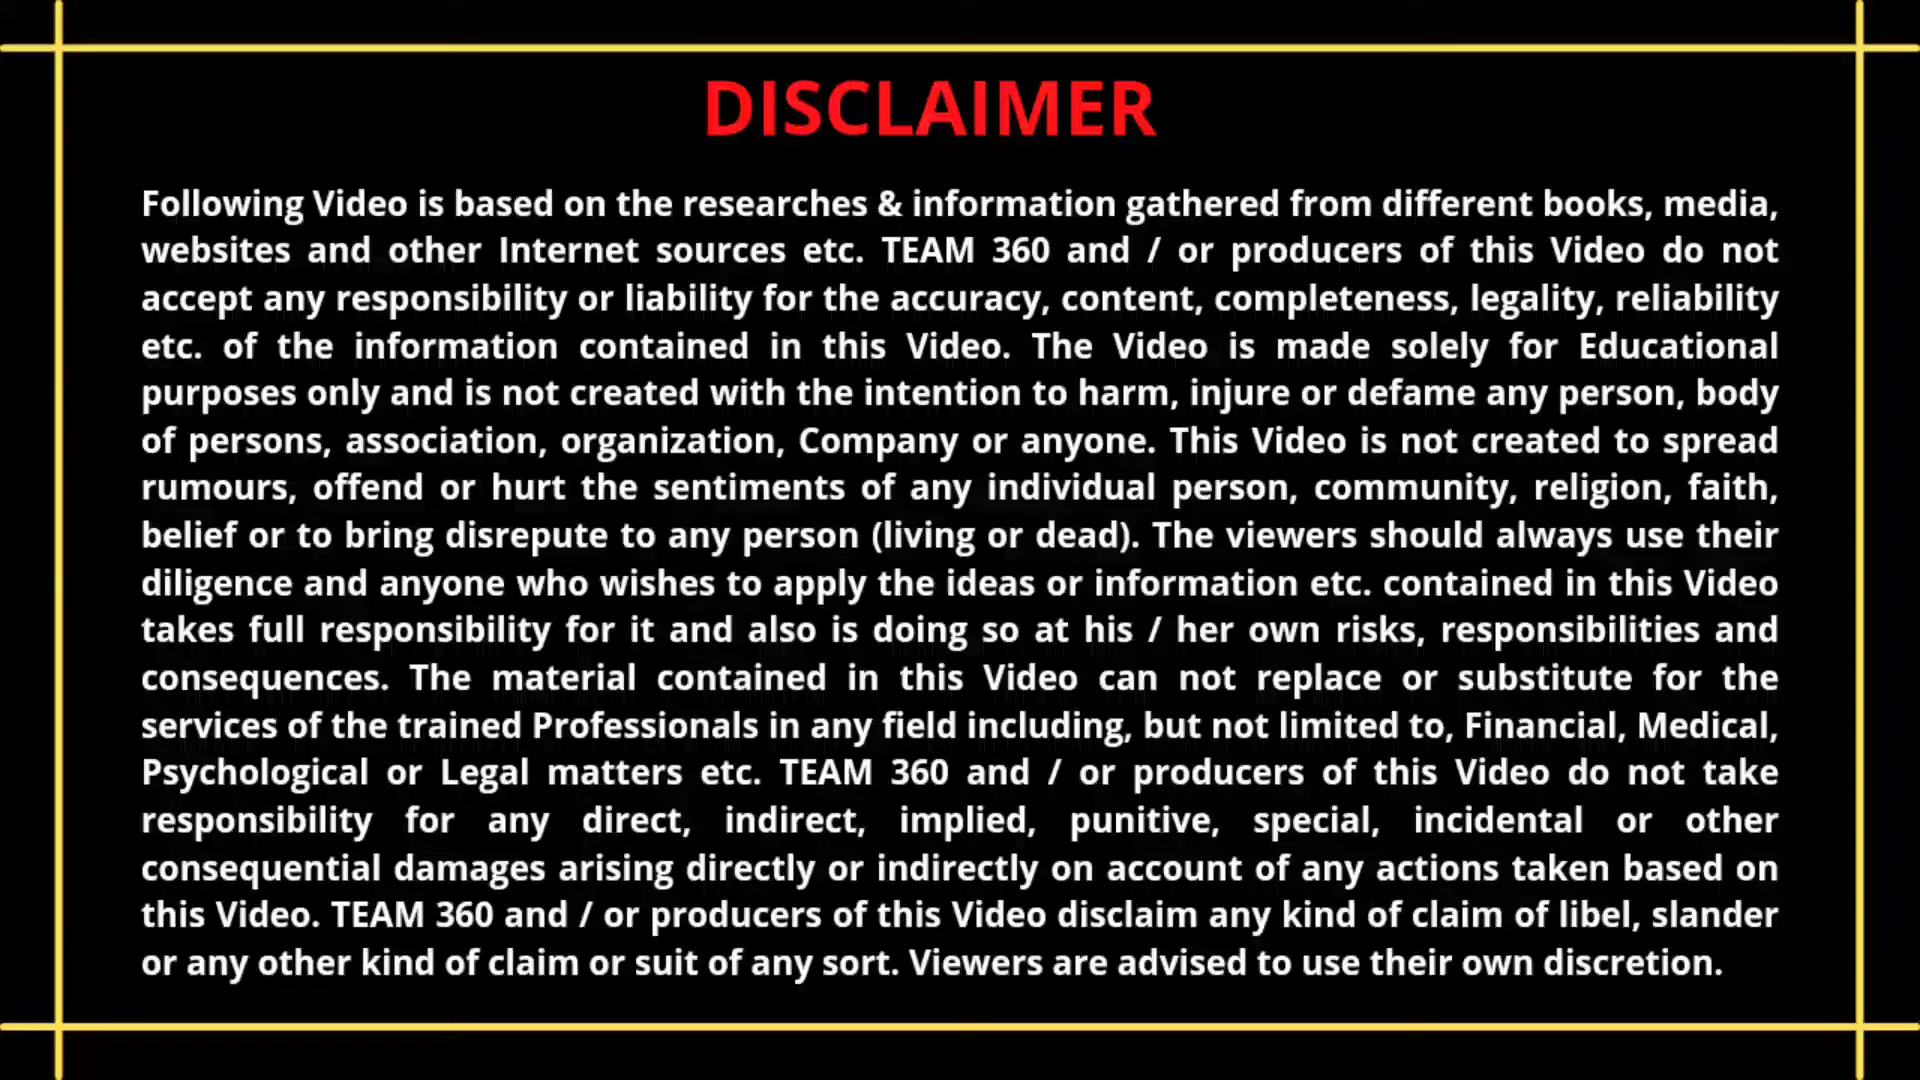 DISCLAIMER
Following Video is based on the researches & information gathered from different books, media,
websites and other Internet sources etc. TEAM 360 and / or producers of this Video do not
accept any responsibility or liability for the accuracy, content, completeness, legality, reliability
etc. of the information contained in this Video. The Video is made solely for Educational
purposes only and is not created with the intention to harm, injure or defame any person, body
of persons, association, organization, Company or anyone. This Video is not created to spread
rumours, offend or hurt the sentiments of any individual person, community, religion, faith,
belief or to bring disrepute to any person (living or dead). The viewers should always use their
diligence and anyone who wishes to apply the ideas or information etc. contained in this Video
takes full responsibility for it and also is doing so at his / her own risks, responsibilities and
consequences. The material contained in this Video can not replace or substitute for the
services of the trained Professionals in any field including, but not limited to, Financial, Medical,
Psychological or Legal matters etc. TEAM 360 and / or producers of this Video do not take
responsibility for any direct, indirect, implied, punitive, special, incidental or other
consequential damages arising directly or indirectly on account of any actions taken based on
this Video. TEAM 360 and / or producers of this Video disclaim any kind of claim of libel, slander
or any other kind of claim or suit of any sort. Viewers are advised to use their own discretion.